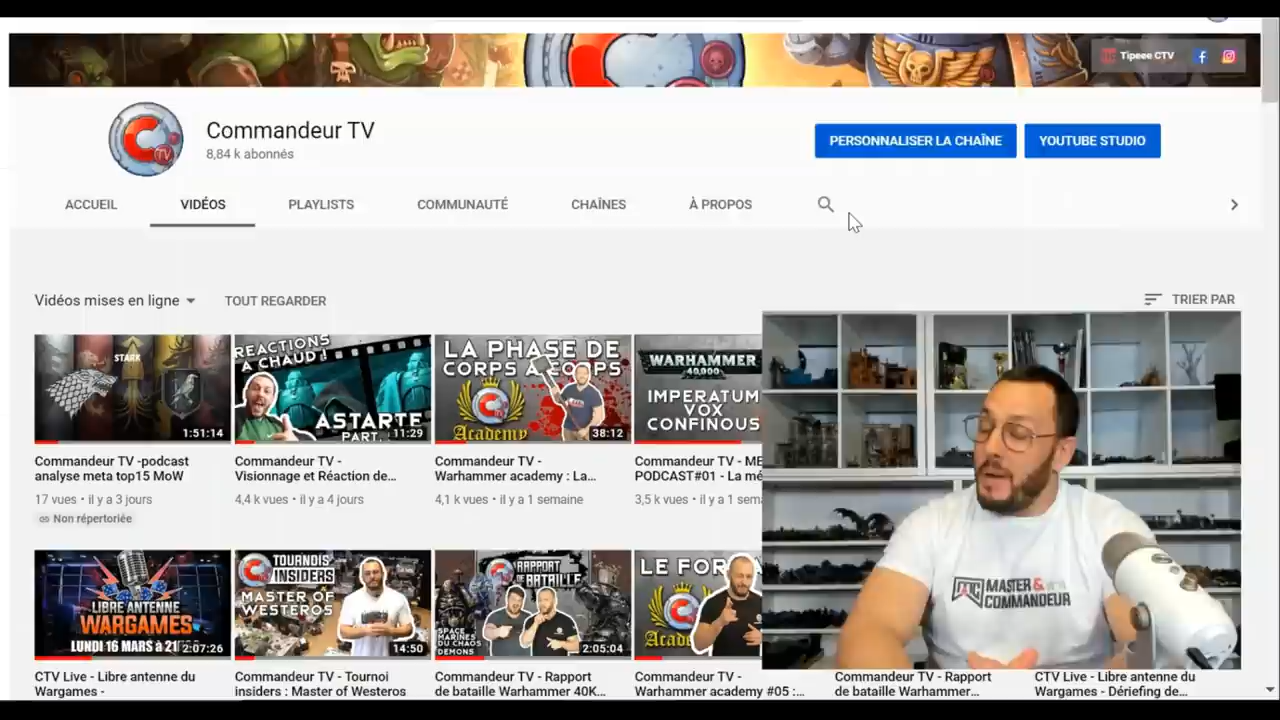 Tipeee CTV
Commandeur TV
8,84 k abonnés
PERSONNALISER LA CHAÎNE
YOUTUBE STUDIO
ACCUEIL
VIDÉOS
PLAYLISTS
COMMUNAUTÉ
CHAÎNES
À PROPOS
Vidéos mises en ligne
TOUT REGARDER
TRIER PAR
STARK
1:51:14
RÉACTIONS
À CHAUD!
ASTARTE
PART.
11:29
LA PHASE DE
CORPS À CORPS
Academy
38:12
WARHAMMER
40,000
IMPERATUM
VOX
CONFINOUS
Commandeur TV -podcast
analyse meta top15 MoW
17 vues • il y a 3 jours
Non répertoriée
Commandeur TV -
Visionnage et Réaction de...
4,4 k vues • il y a 4 jours
Commandeur TV -
Warhammer academy : La...
4,1 k vues • il y a 1 semaine
Commandeur TV - ME
PODCAST#01 - La mé
3,5 k vues • il y a 1 sem
MASTER &
COMMANDEUR
LIBRE ANTENNE
WARGAMES
LUNDI 16 MARS à 21
2:07:26
TOURNOIS
INSIDERS
MASTER OF
WESTEROS
14:50
RAPPORT
DE BATAILLE
SPACE
MARINES
DU CHAOS
DEMONS
2:05:04
LE FOR
Acad
CTV Live - Libre antenne du
Wargames -
Commandeur TV - Tournoi
insiders : Master of Westeros
Commandeur TV - Rapport
de bataille Warhammer 40K...
Commandeur TV -
Warhammer academy #05 :...
Commandeur TV - Rapport
de bataille Warhammer...
CTV Live - Libre antenne du
Wargames - Dériefing de...